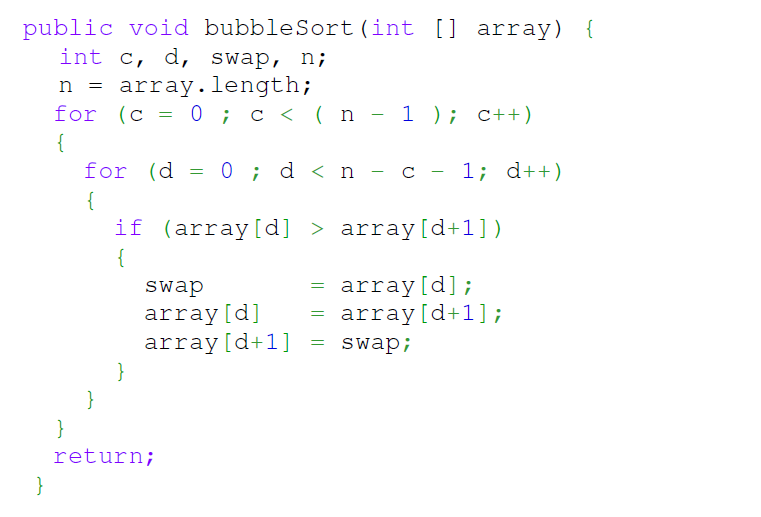 public void bubbleSort(int [] array) {
int c, d, swap, n;
n = array.length;
for (c = 0 ; c < ( n - 1 ); c++)
{
for (d = 0 ; d < n - c - 1; d++)
{
if (array[d] > array[d+1])
{
swap       = array[d];
array[d]   = array[d+1];
array[d+1] = swap;
}
}
}
return;
}